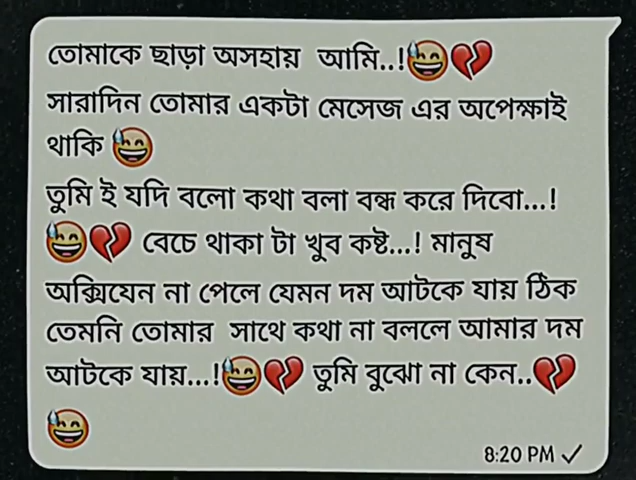 তোমাকে ছাড়া অসহায় আমি..!😅💔
সারাদিন তোমার একটা মেসেজ এর অপেক্ষাই
থাকি 😅
তুমি ই যদি বলো কথা বলা বন্ধ করে দিবো...!
😅💔 বেচে থাকা টা খুব কষ্ট...! মানুষ
অক্সিযেন না পেলে যেমন দম আটকে যায় ঠিক
তেমনি তোমার সাথে কথা না বললে আমার দম
আটকে যায়...!😅💔 তুমি বুঝো না কেন..💔
😅
8:20 PM ✓